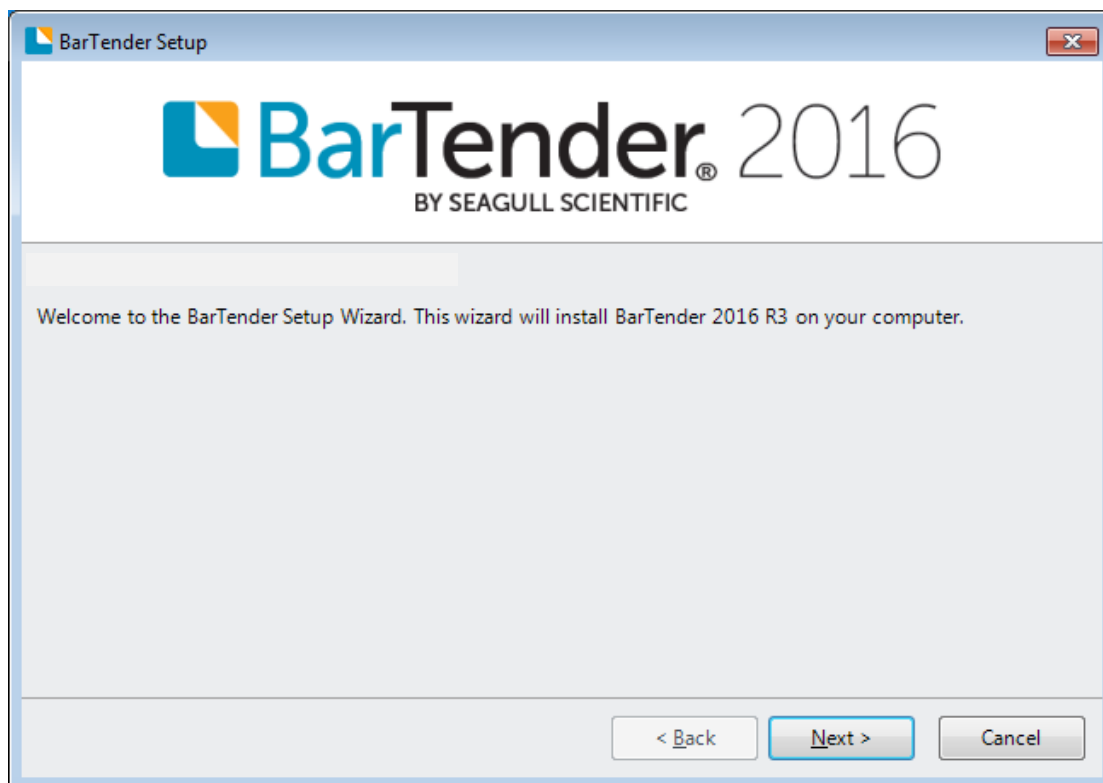 BarTender Setup
BarTender® 2016
BY SEAGULL SCIENTIFIC
Welcome to the BarTender Setup Wizard. This wizard will install BarTender 2016 R3 on your computer.
< Back Next > Cancel